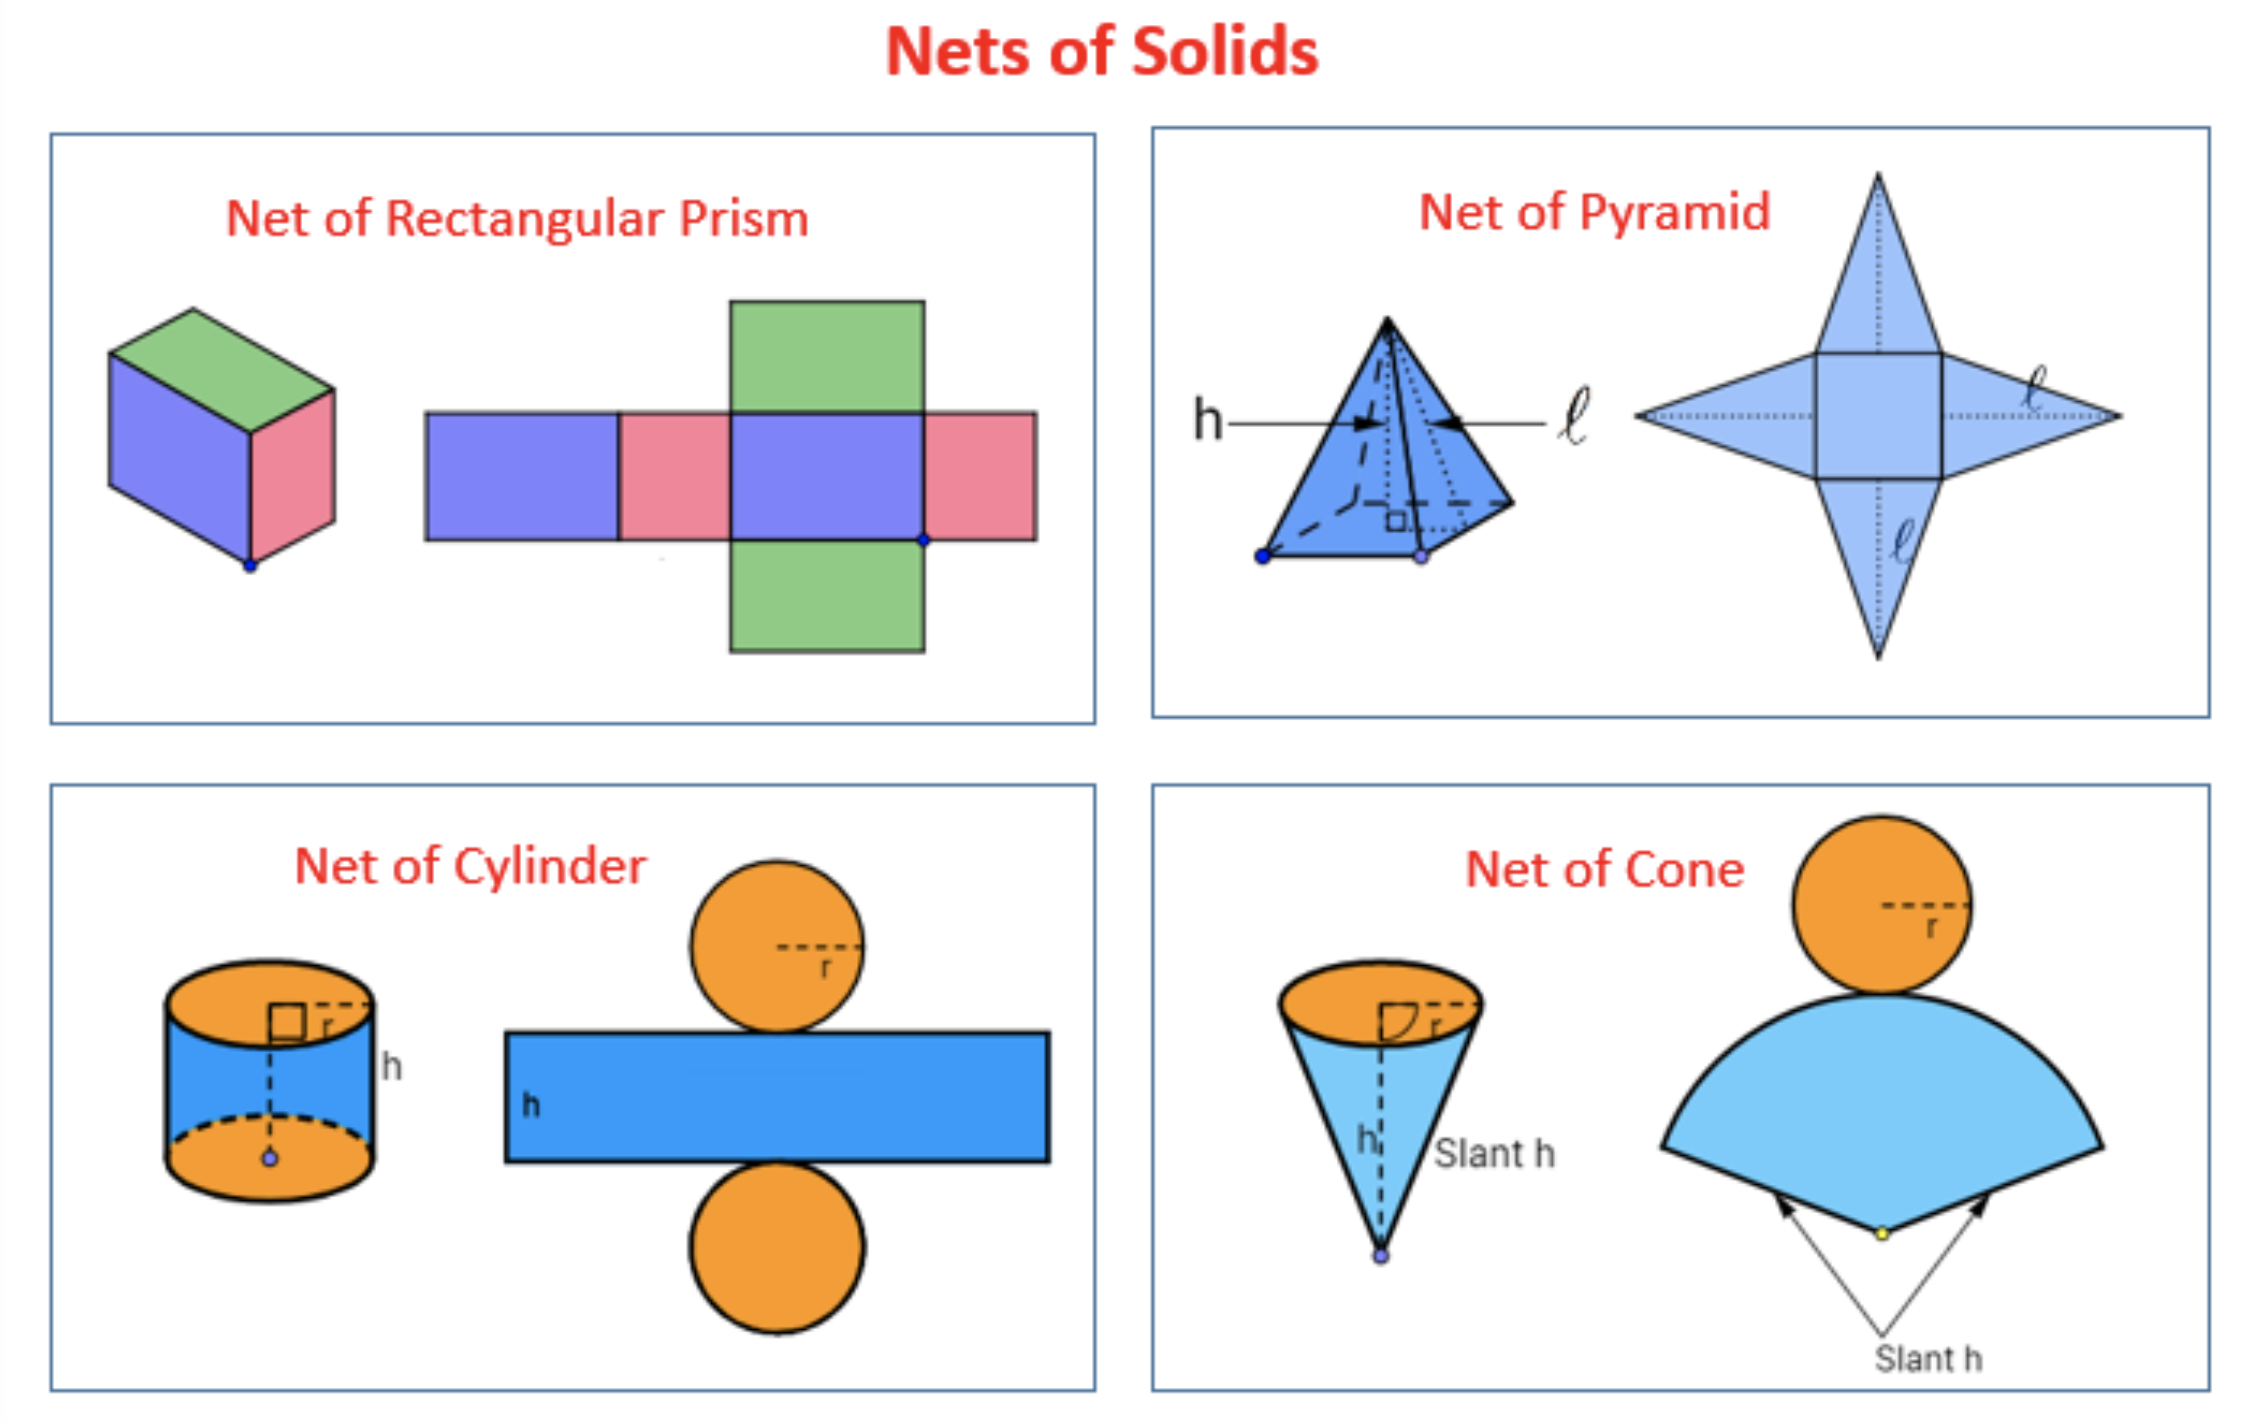 Nets of Solids
Net of Rectangular Prism
Net of Pyramid
h
ℓ
ℓ
ℓ
Net of Cylinder
r
r
h
h
Net of Cone
r
r
h
Slant h
Slant h